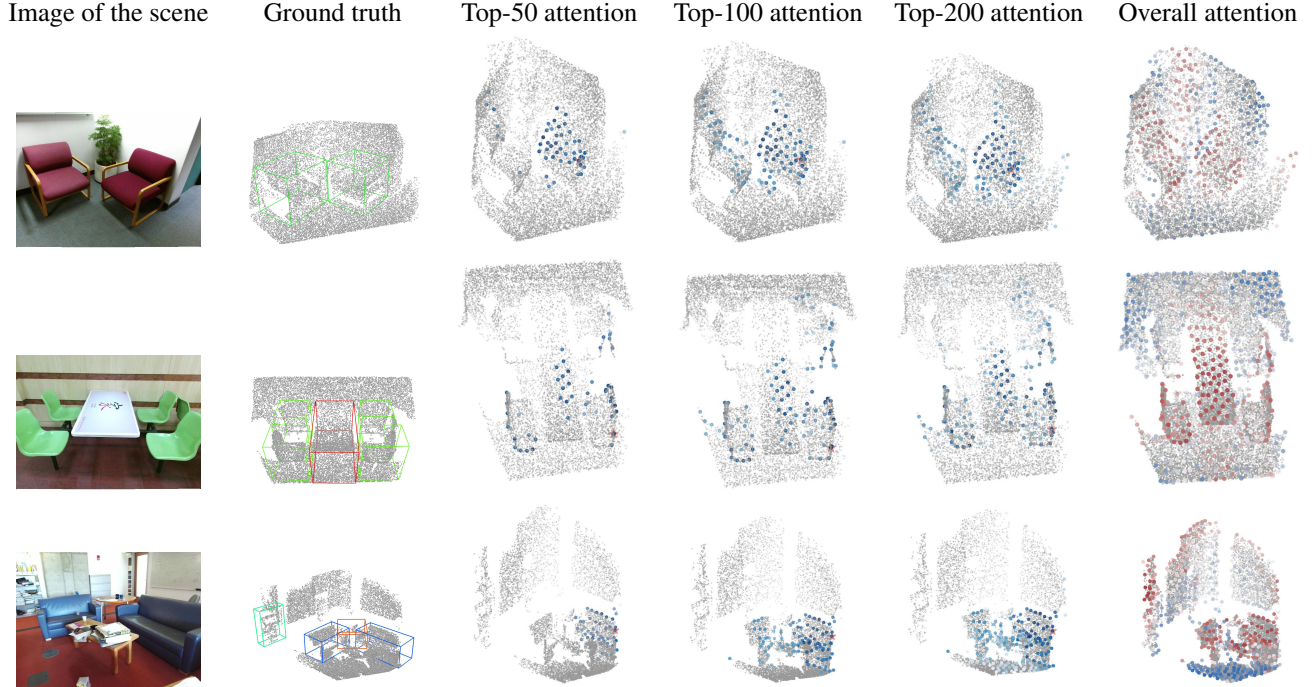 Image of the scene
Ground truth
Top-50 attention
Top-100 attention
Top-200 attention
Overall attention